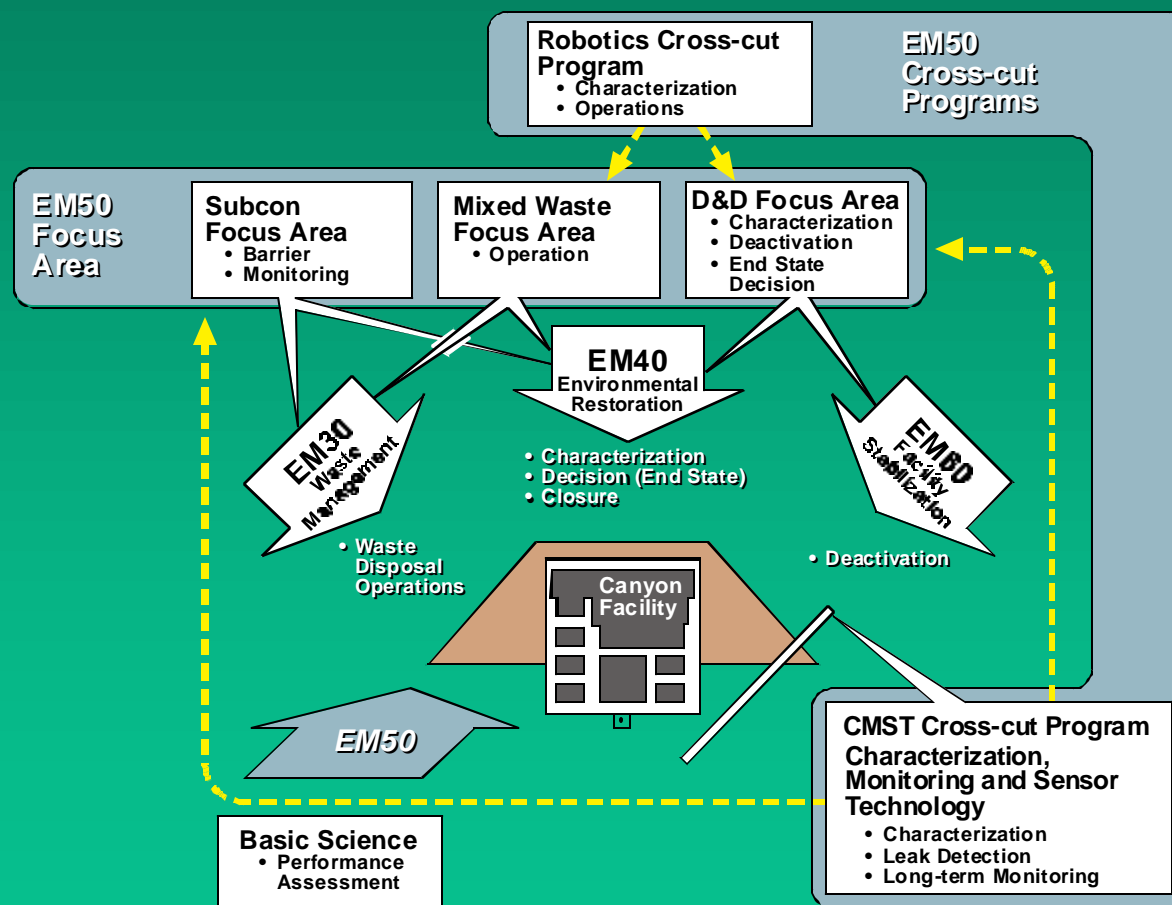 Robotics Cross-cut
Program
• Characterization
• Operations
EM50
Cross-cut
Programs
EM50
Focus
Area
Subcon
Focus Area
• Barrier
• Monitoring
Mixed Waste
Focus Area
• Operation
D&D Focus Area
• Characterization
• Deactivation
• End State
Decision
EM30
Waste
Management
EM40
Environmental
Restoration
EM60
Facility
Stabilization
• Characterization
• Decision (End State)
• Closure
• Waste
Disposal
Operations
• Deactivation
Canyon
Facility
EM50
CMST Cross-cut Program
Characterization,
Monitoring and Sensor
Technology
• Characterization
• Leak Detection
• Long-term Monitoring
Basic Science
• Performance
Assessment